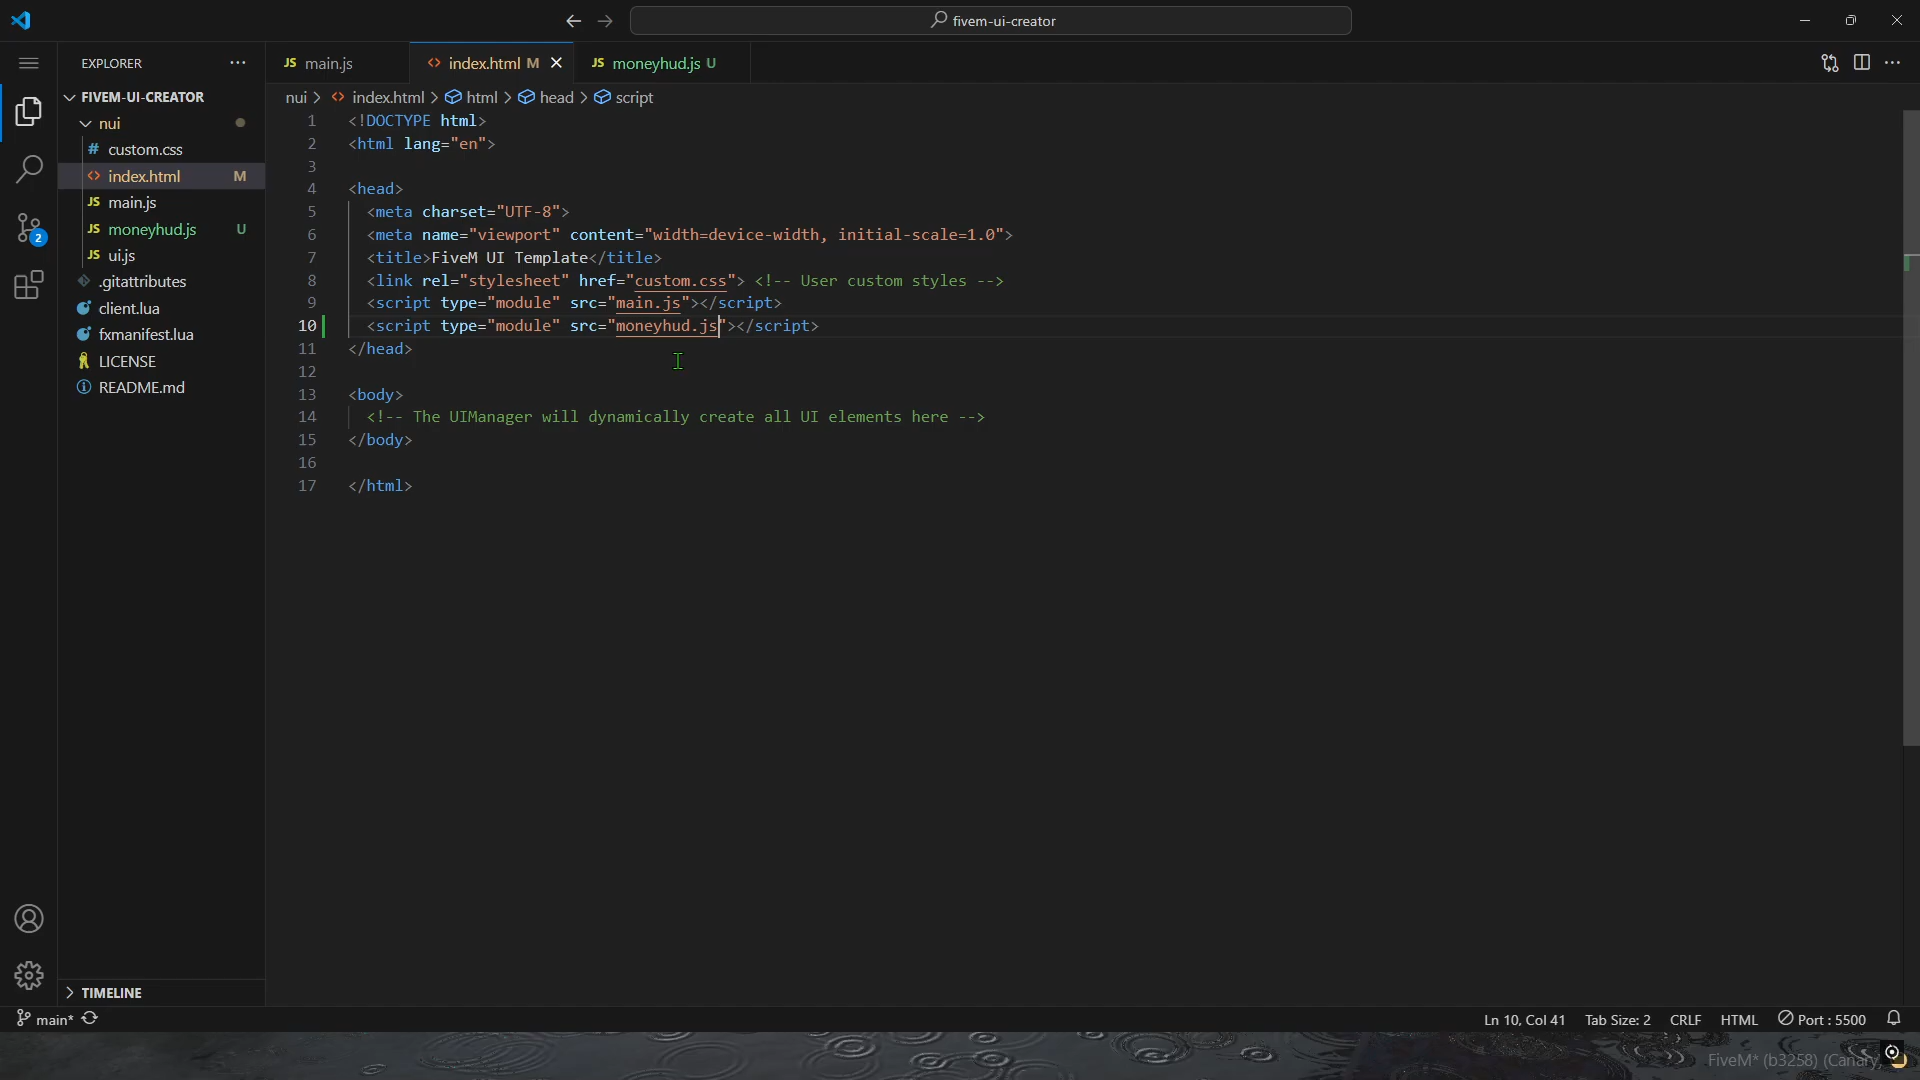 fivem-ui-creator
EXPLORER
JS main.js
<> index.html M
JS moneyhud.js U
FIVEM-UI-CREATOR
nui
# custom.css
<> index.html M
JS main.js
JS moneyhud.js U
JS ui.js
.gitattributes
client.lua
fxmanifest.lua
LICENSE
README.md
2
TIMELINE
nui > <> index.html > html > head > script
1 <!DOCTYPE html>
2 <html lang="en">
3
4 <head>
5 <meta charset="UTF-8">
6 <meta name="viewport" content="width=device-width, initial-scale=1.0">
7 <title>FiveM UI Template</title>
8 <link rel="stylesheet" href="custom.css"> <!-- User custom styles -->
9 <script type="module" src="main.js"></script>
10 <script type="module" src="moneyhud.js"></script>
11 </head>
12
13 <body>
14 <!-- The UIManager will dynamically create all UI elements here -->
15 </body>
16
17 </html>
main*
Ln 10, Col 41
Tab Size: 2
CRLF
HTML
Port : 5500
FiveM* (b3258) (Canary